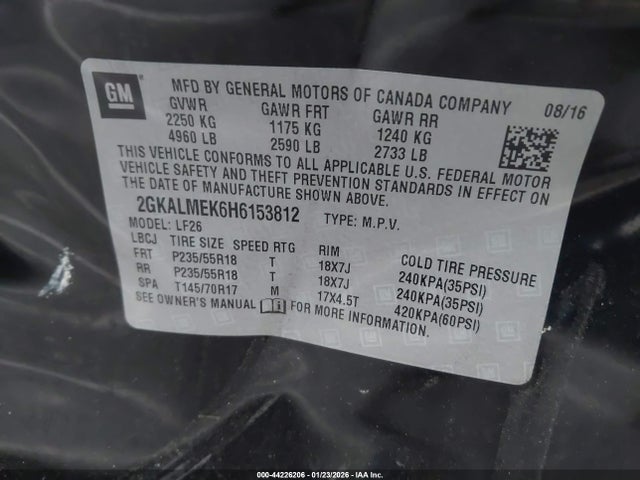 GM
MFD BY GENERAL MOTORS OF CANADA COMPANY
08/16
GVWR GAWR FRT GAWR RR
2250 KG 1175 KG 1240 KG
4960 LB 2590 LB 2733 LB
THIS VEHICLE CONFORMS TO ALL APPLICABLE U.S. FEDERAL MOTOR
VEHICLE SAFETY AND THEFT PREVENTION STANDARDS IN EFFECT ON
THE DATE OF MANUFACTURE SHOWN ABOVE.
2GKALMEK6H6153812 TYPE: M.P.V.
MODEL: LF26
LBCJ TIRE SIZE SPEED RTG RIM COLD TIRE PRESSURE
FRT P235/55R18 T 18X7J 240KPA(35PSI)
RR P235/55R18 T 18X7J 240KPA(35PSI)
SPA T145/70R17 M 17X4.5T 420KPA(60PSI)
SEE OWNER'S MANUAL FOR MORE INFORMATION.
000-44226206 - 01/23/2026 - IAA Inc.